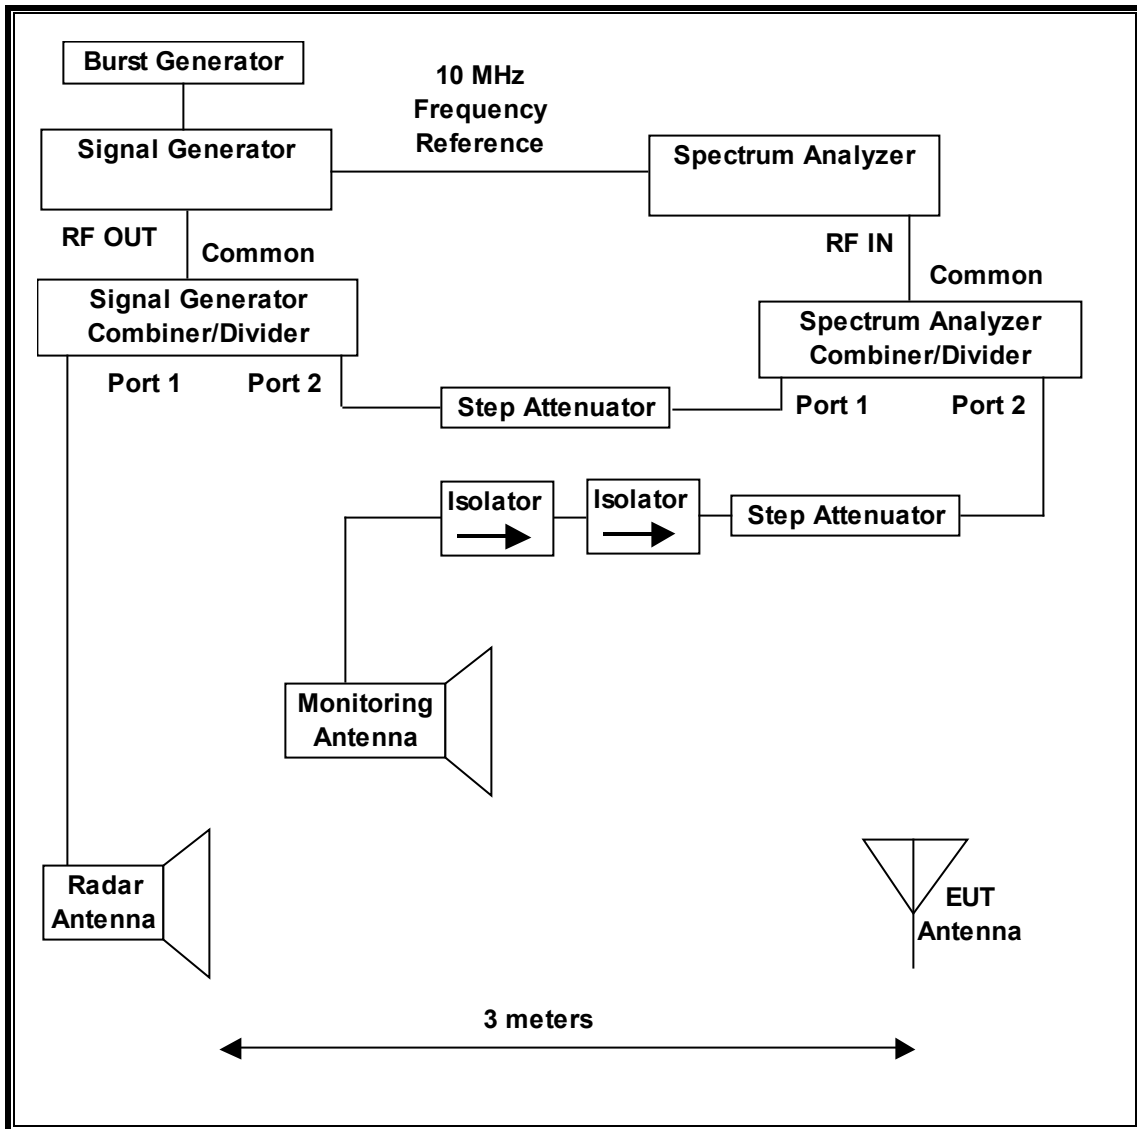 Burst Generator
10 MHz
Frequency
Reference
Signal Generator
Spectrum Analyzer
RF OUT
Common
RF IN
Common
Signal Generator
Combiner/Divider
Spectrum Analyzer
Combiner/Divider
Port 1
Port 2
Step Attenuator
Port 1
Port 2
Isolator
Isolator
Step Attenuator
Monitoring
Antenna
Radar
Antenna
EUT
Antenna
3 meters